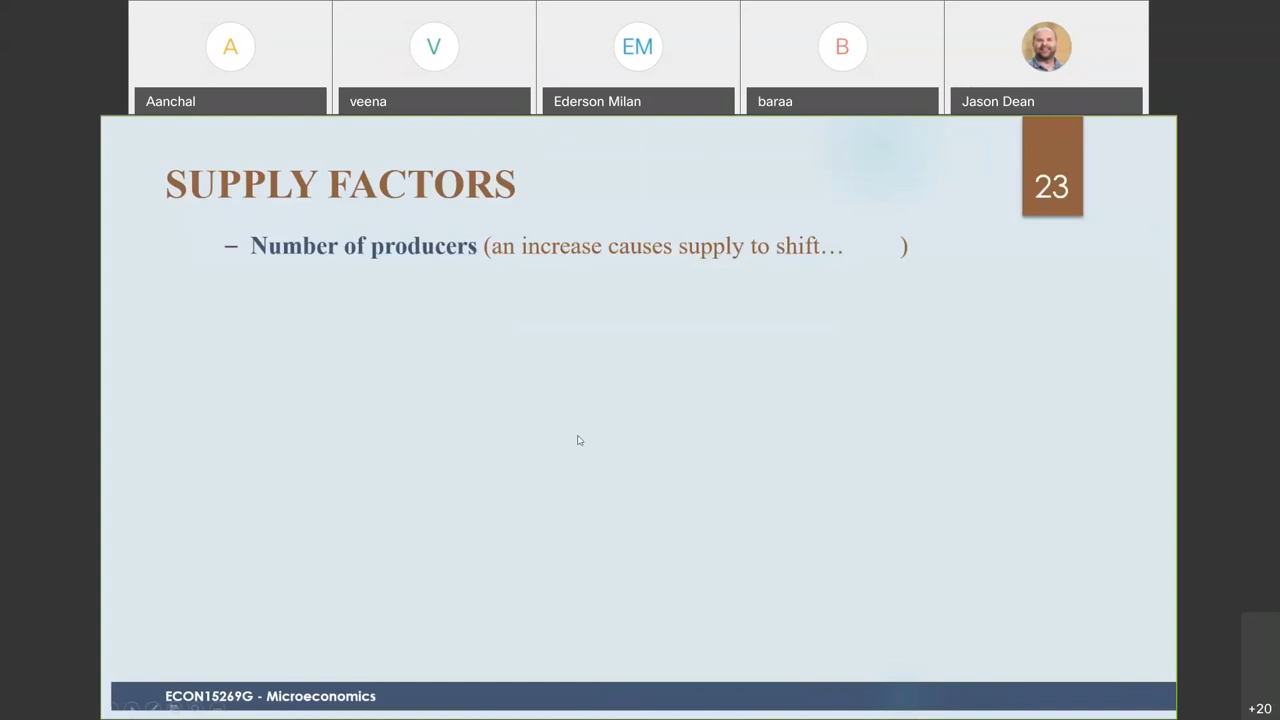 A
V
EM
B
Aanchal
veena
Ederson Milan
baraa
Jason Dean
SUPPLY FACTORS
23
– Number of producers (an increase causes supply to shift… )
ECON15269G - Microeconomics
+20